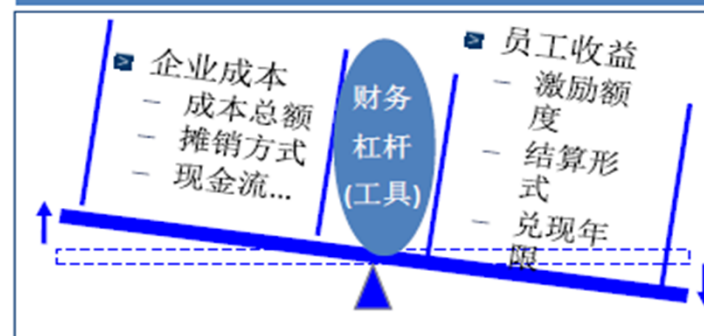 企业成本
成本总额
摊销方式
现金流...
财务
杠杆
(工具)
员工收益
激励额
度
结算形
式
兑现年
限